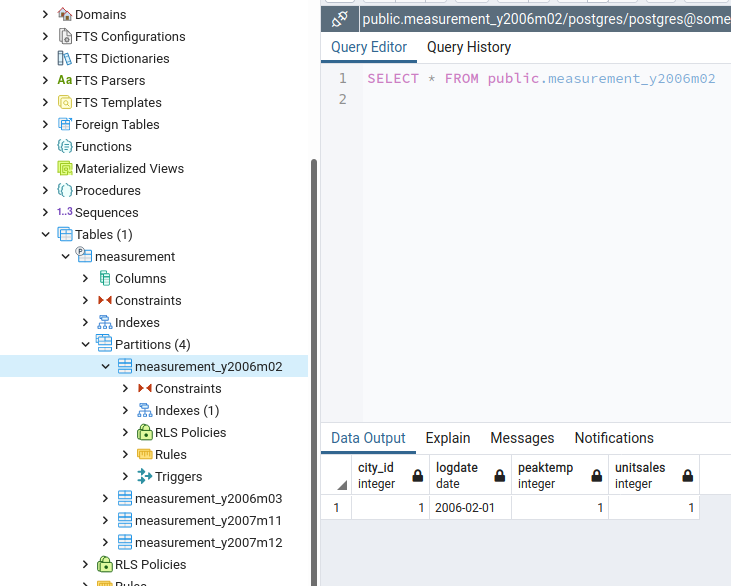 Domains
FTS Configurations
FTS Dictionaries
Aa FTS Parsers
FTS Templates
Foreign Tables
Functions
Materialized Views
Procedures
1..3 Sequences
Tables (1)
measurement
Columns
Constraints
Indexes
Partitions (4)
measurement_y2006m02
Constraints
Indexes (1)
RLS Policies
Rules
Triggers
measurement_y2006m03
measurement_y2007m11
measurement_y2007m12
RLS Policies
Rules
public.measurement_y2006m02/postgres/postgres@some
Query Editor Query History
1 SELECT * FROM public.measurement_y2006m02
2
Data Output Explain Messages Notifications
city_id logdate peaktemp unitsales
integer date integer integer
1 1 2006-02-01 1 1